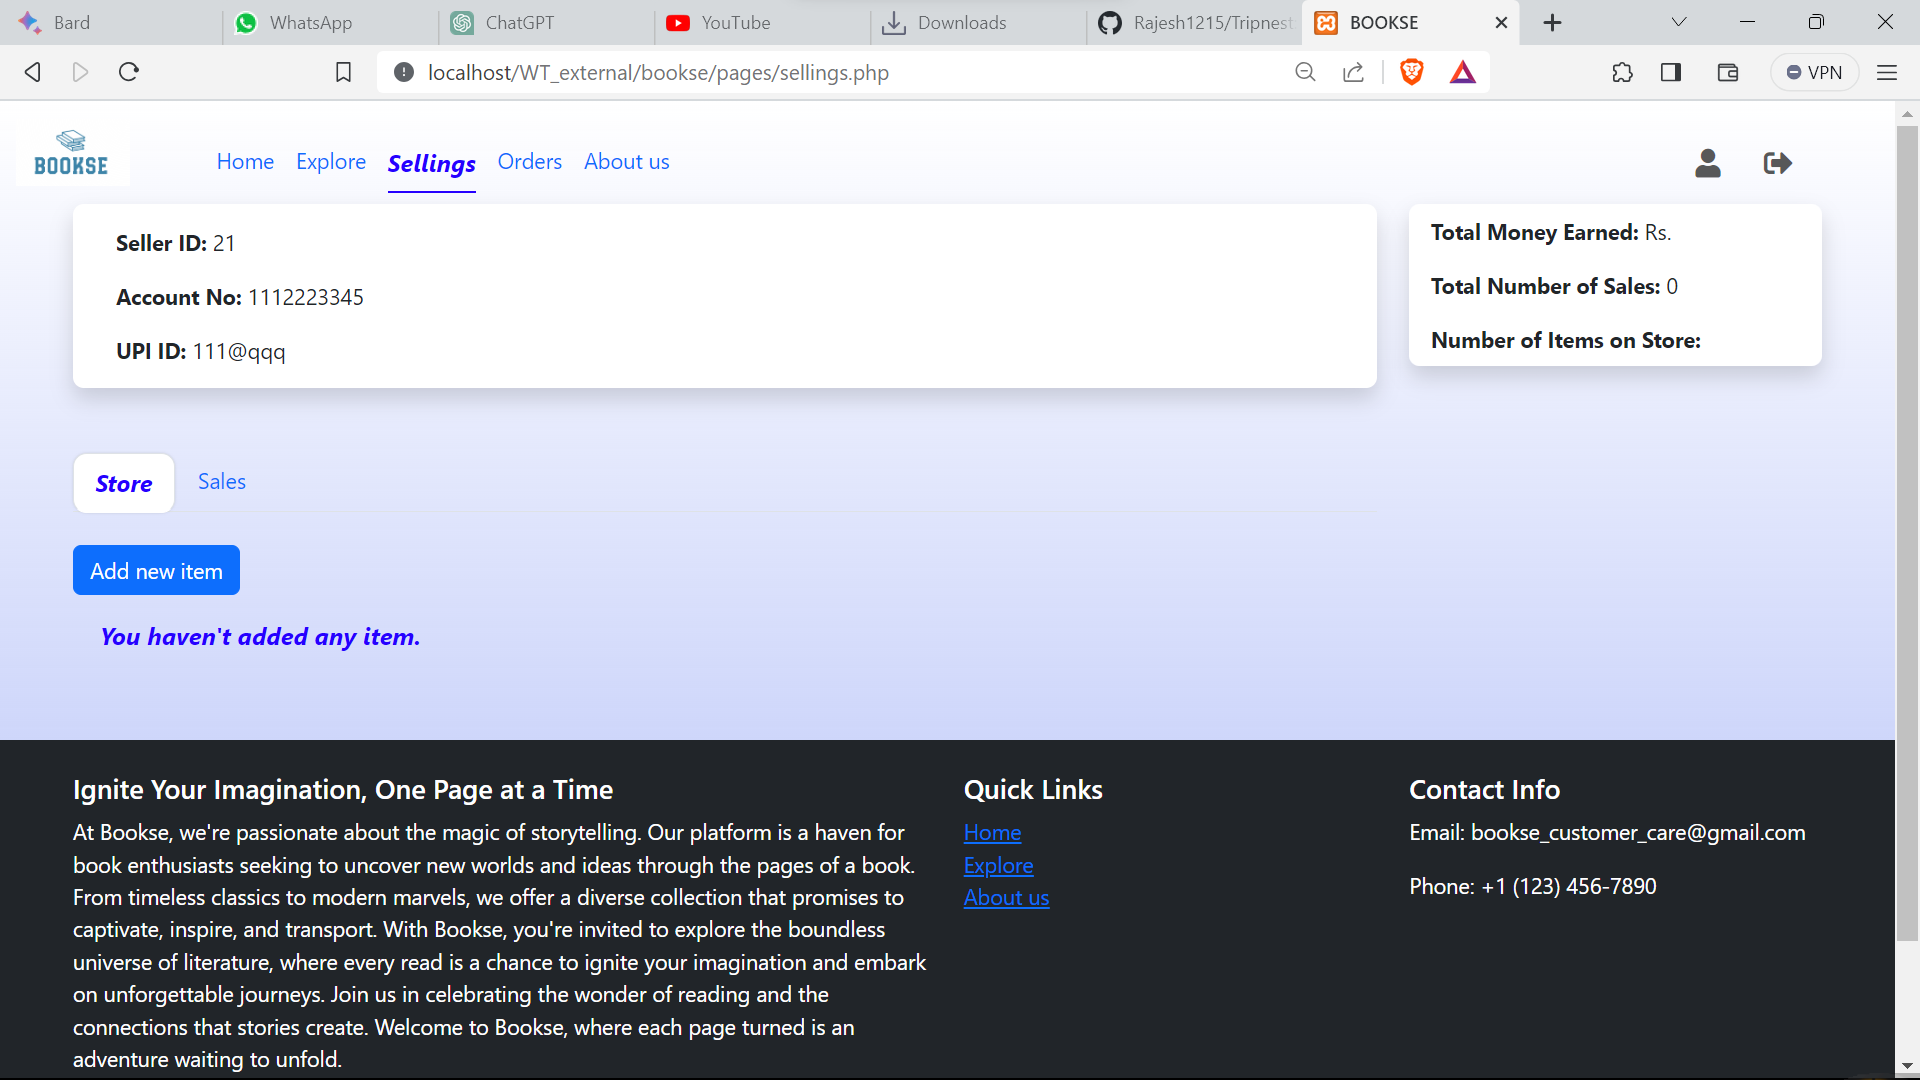 Bard
WhatsApp
ChatGPT
YouTube
Downloads
Rajesh1215/Tripnest
BOOKSE
localhost/WT_external/bookse/pages/sellings.php
VPN
BOOKSE
Home
Explore
Sellings
Orders
About us
Seller ID: 21
Account No: 1112223345
UPI ID: 111@qqq
Total Money Earned: Rs.
Total Number of Sales: 0
Number of Items on Store:
Store
Sales
Add new item
You haven't added any item.
Ignite Your Imagination, One Page at a Time
At Bookse, we're passionate about the magic of storytelling. Our platform is a haven for
book enthusiasts seeking to uncover new worlds and ideas through the pages of a book.
From timeless classics to modern marvels, we offer a diverse collection that promises to
captivate, inspire, and transport. With Bookse, you're invited to explore the boundless
universe of literature, where every read is a chance to ignite your imagination and embark
on unforgettable journeys. Join us in celebrating the wonder of reading and the
connections that stories create. Welcome to Bookse, where each page turned is an
adventure waiting to unfold.
Quick Links
Home
Explore
About us
Contact Info
Email: bookse_customer_care@gmail.com
Phone: +1 (123) 456-7890